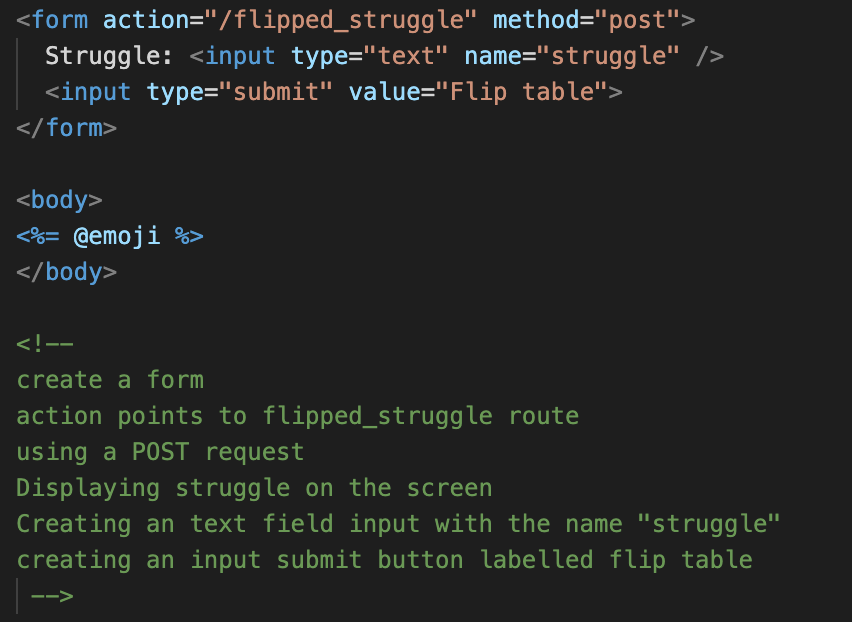 <form action="/flipped_struggle" method="post">
Struggle: <input type="text" name="struggle" />
<input type="submit" value="Flip table">
</form>
<body>
<%= @emoji %>
</body>
<!--
create a form
action points to flipped_struggle route
using a POST request
Displaying struggle on the screen
Creating an text field input with the name "struggle"
creating an input submit button labelled flip table
-->